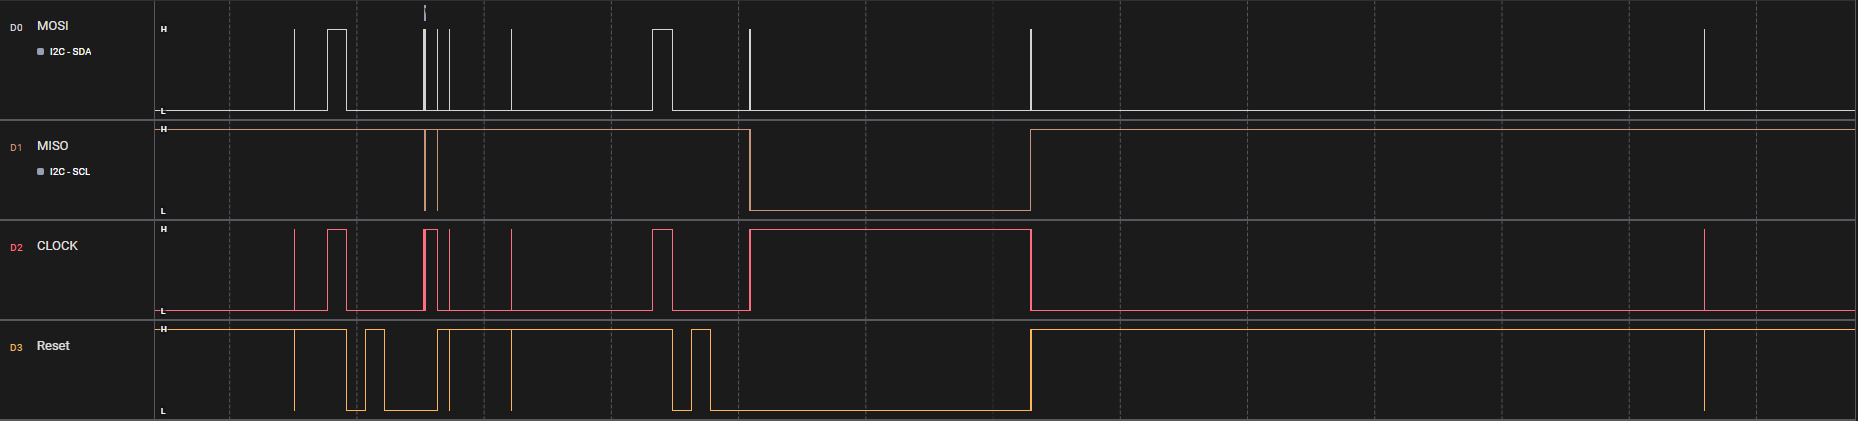 D0 MOSI
H
I2C - SDA
L
H
D1 MISO
I2C - SCL
L
H
D2 CLOCK
L
H
D3 Reset
L